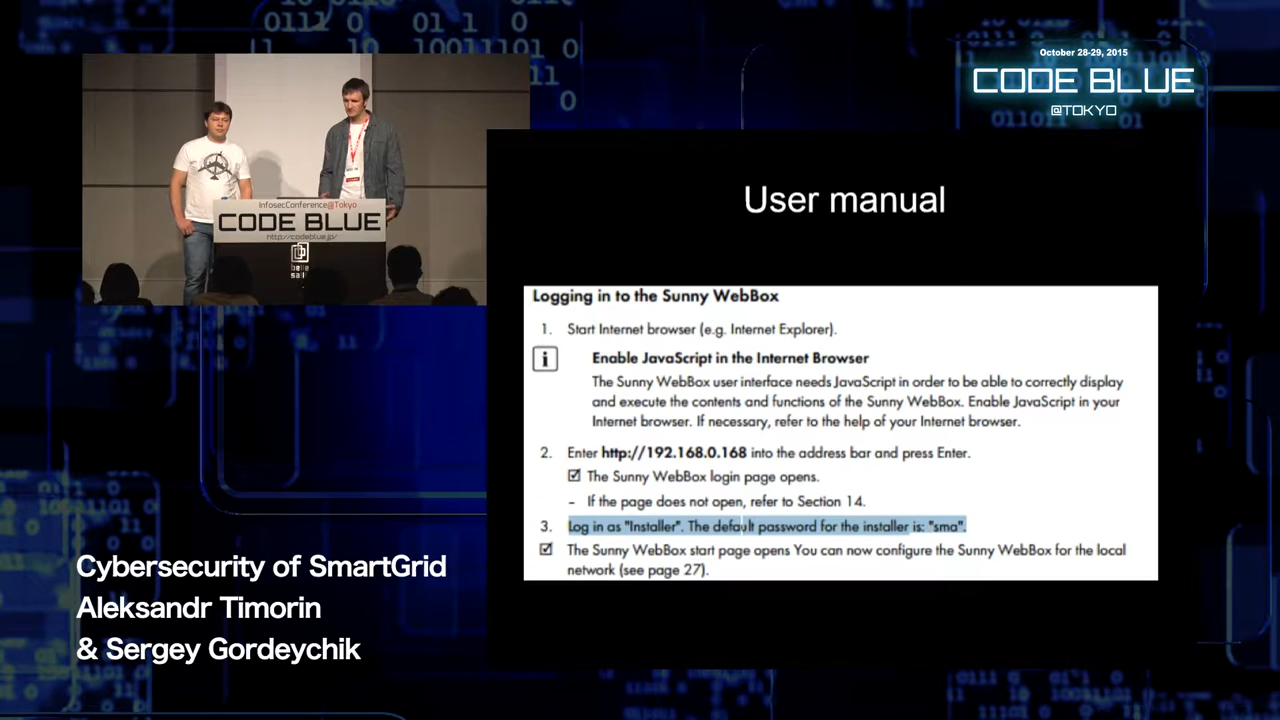 October 28-29, 2015
CODE BLUE
@TOKYO
InfosecConference@Tokyo
CODE BLUE
http://codeblue.jp/
belle
User manual
Logging in to the Sunny WebBox
1. Start Internet browser (e.g. Internet Explorer).
i Enable JavaScript in the Internet Browser
The Sunny WebBox user interface needs JavaScript in order to be able to correctly display
and execute the contents and functions of the Sunny WebBox. Enable JavaScript in your
Internet browser. If necessary, refer to the help of your Internet browser.
2. Enter http://192.168.0.168 into the address bar and press Enter.
☑ The Sunny WebBox login page opens.
– If the page does not open, refer to Section 14.
3. Log in as "Installer". The default password for the installer is: "sma".
☑ The Sunny WebBox start page opens You can now configure the Sunny WebBox for the local
network (see page 27).
Cybersecurity of SmartGrid
Aleksandr Timorin
& Sergey Gordeychik